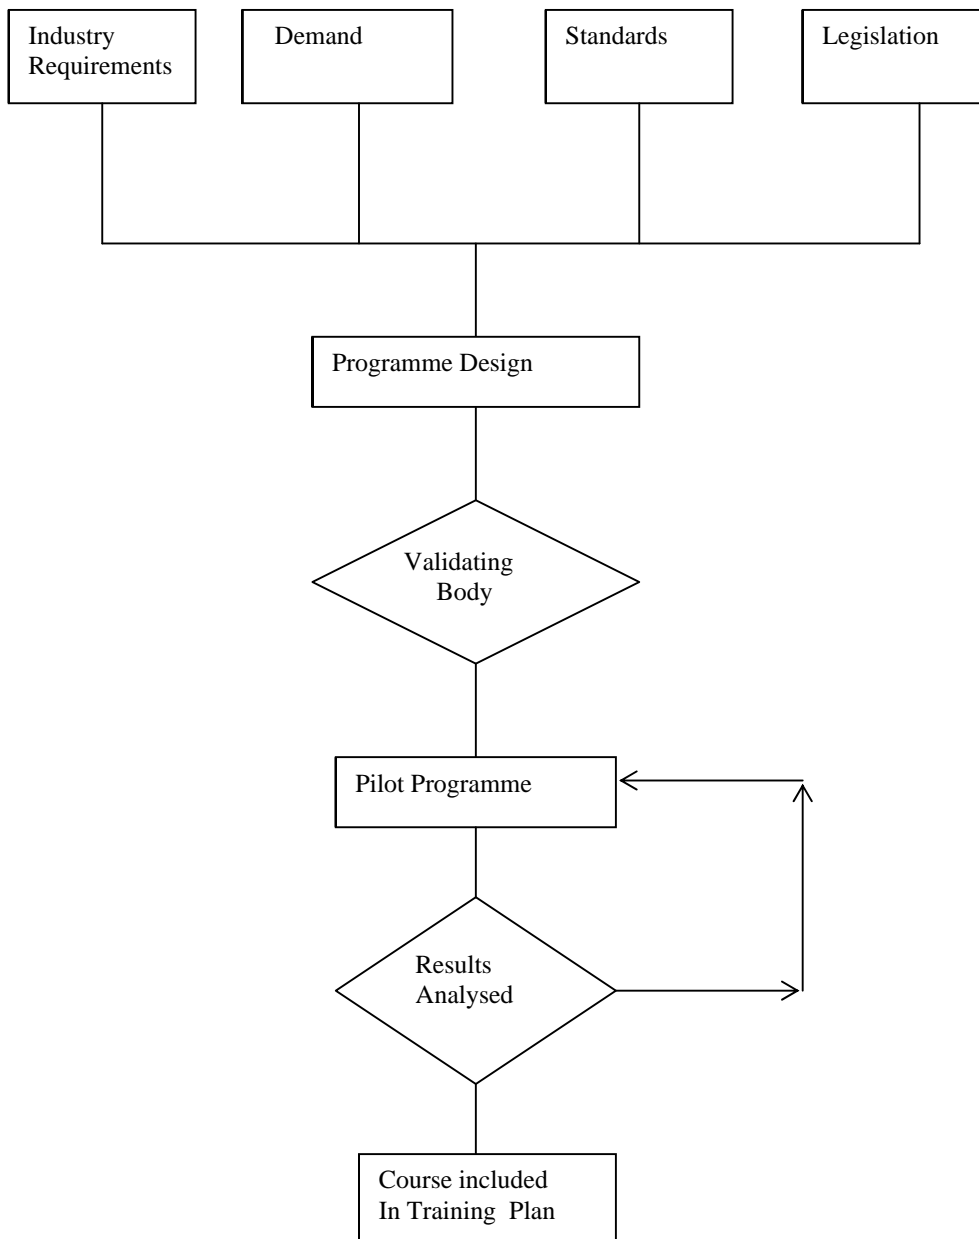 Industry
Requirements
Demand
Standards
Legislation
Programme Design
Validating
Body
Pilot Programme
Results
Analysed
Course included
In Training Plan